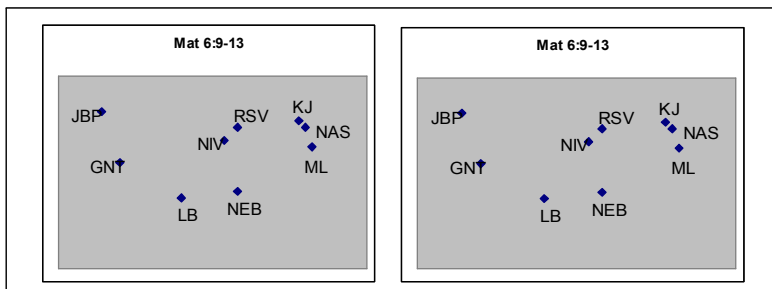 Mat 6:9-13
JBP
RSV
KJ
NAS
NIV
GNT
ML
LB
NEB
Mat 6:9-13
JBP
RSV
KJ
NAS
NIV
GNT
ML
LB
NEB